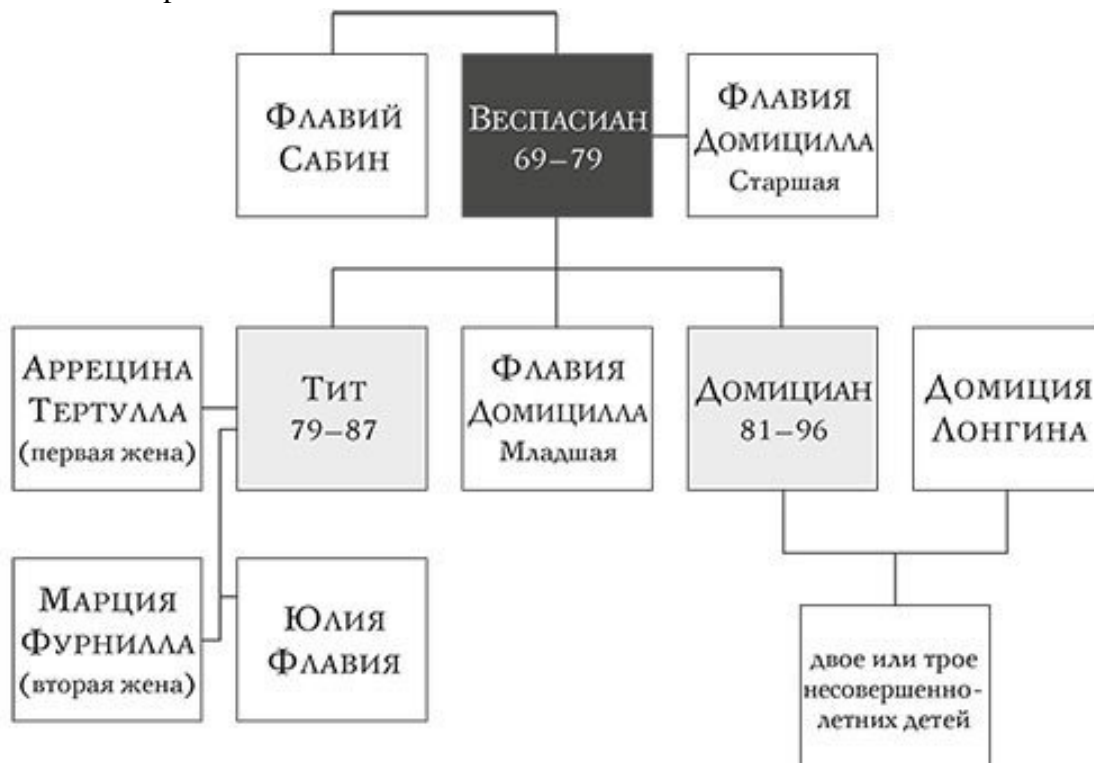 ФЛАВИЙ
САБИН
ВЕСПАСИАН
69–79
ФЛАВИЯ
ДОМИЦИЛЛА
Старшая
АРРЕЦИНА
ТЕРТУЛЛА
(первая жена)
ТИТ
79–87
ФЛАВИЯ
ДОМИЦИЛЛА
Младшая
ДОМИЦИАН
81–96
ДОМИЦИЯ
ЛОНГИНА
МАРЦИЯ
ФУРНИЛЛА
(вторая жена)
ЮЛИЯ
ФЛАВИЯ
двое или трое
несовершенно-
летних детей